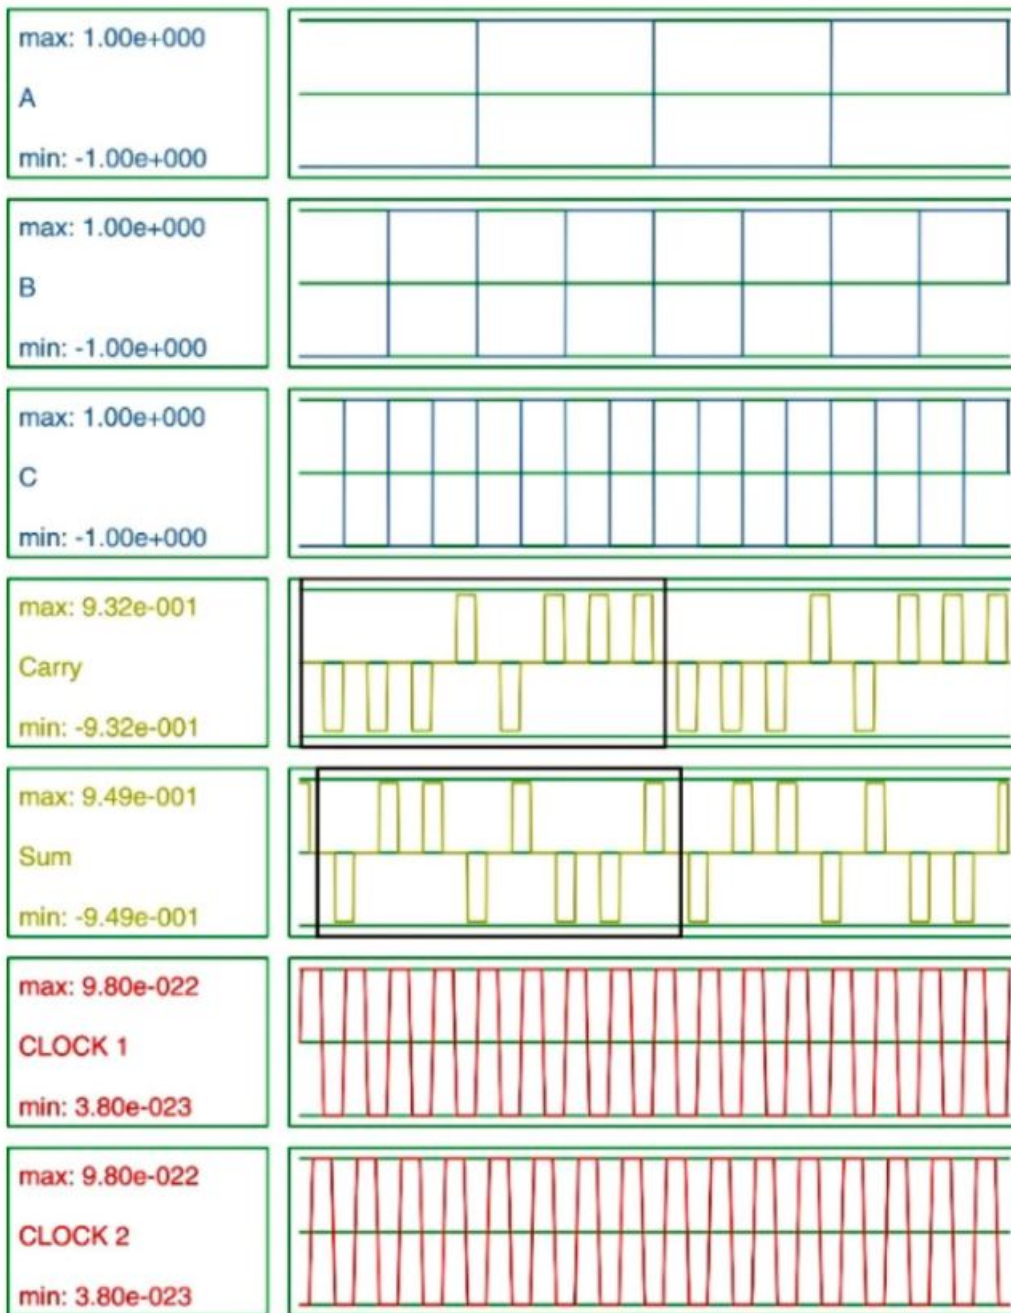 max: 1.00e+000
A
min: -1.00e+000
max: 1.00e+000
B
min: -1.00e+000
max: 1.00e+000
C
min: -1.00e+000
max: 9.32e-001
Carry
min: -9.32e-001
max: 9.49e-001
Sum
min: -9.49e-001
max: 9.80e-022
CLOCK 1
min: 3.80e-023
max: 9.80e-022
CLOCK 2
min: 3.80e-023